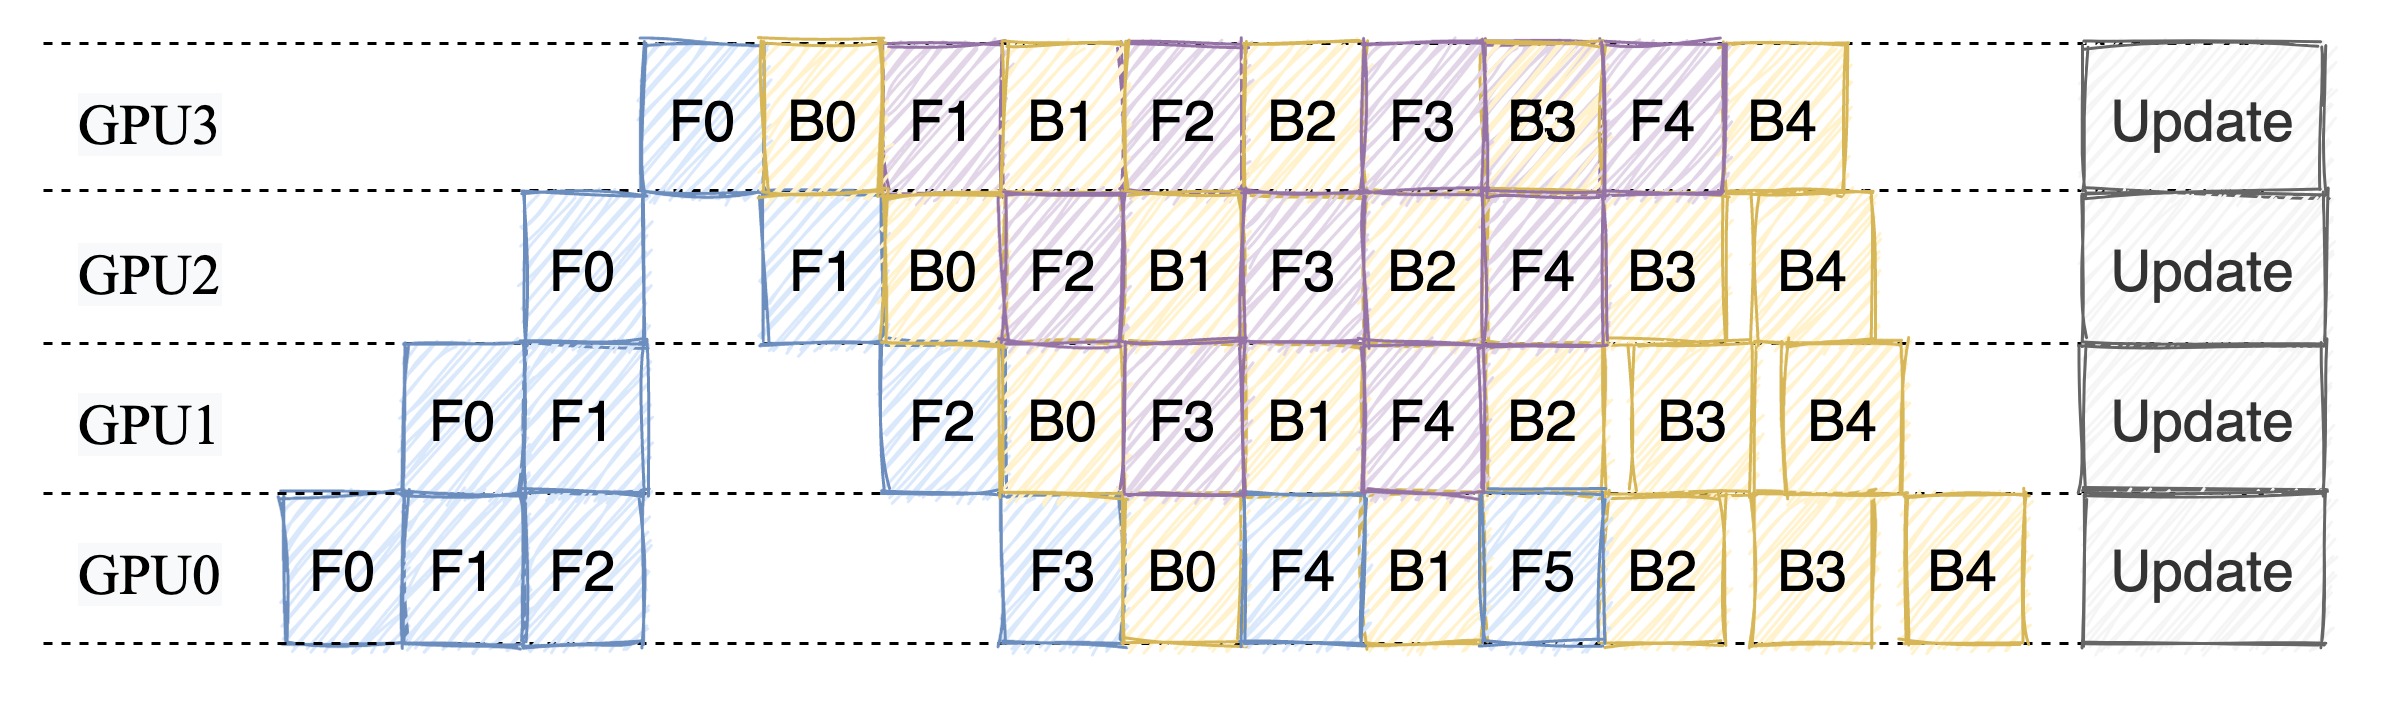 GPU3 F0 B0 F1 B1 F2 B2 F3 B3 F4 B4 Update
GPU2 F0 F1 B0 F2 B1 F3 B2 F4 B3 B4 Update
GPU1 F0 F1 F2 B0 F3 B1 F4 B2 B3 B4 Update
GPU0 F0 F1 F2 F3 B0 F4 B1 F5 B2 B3 B4 Update